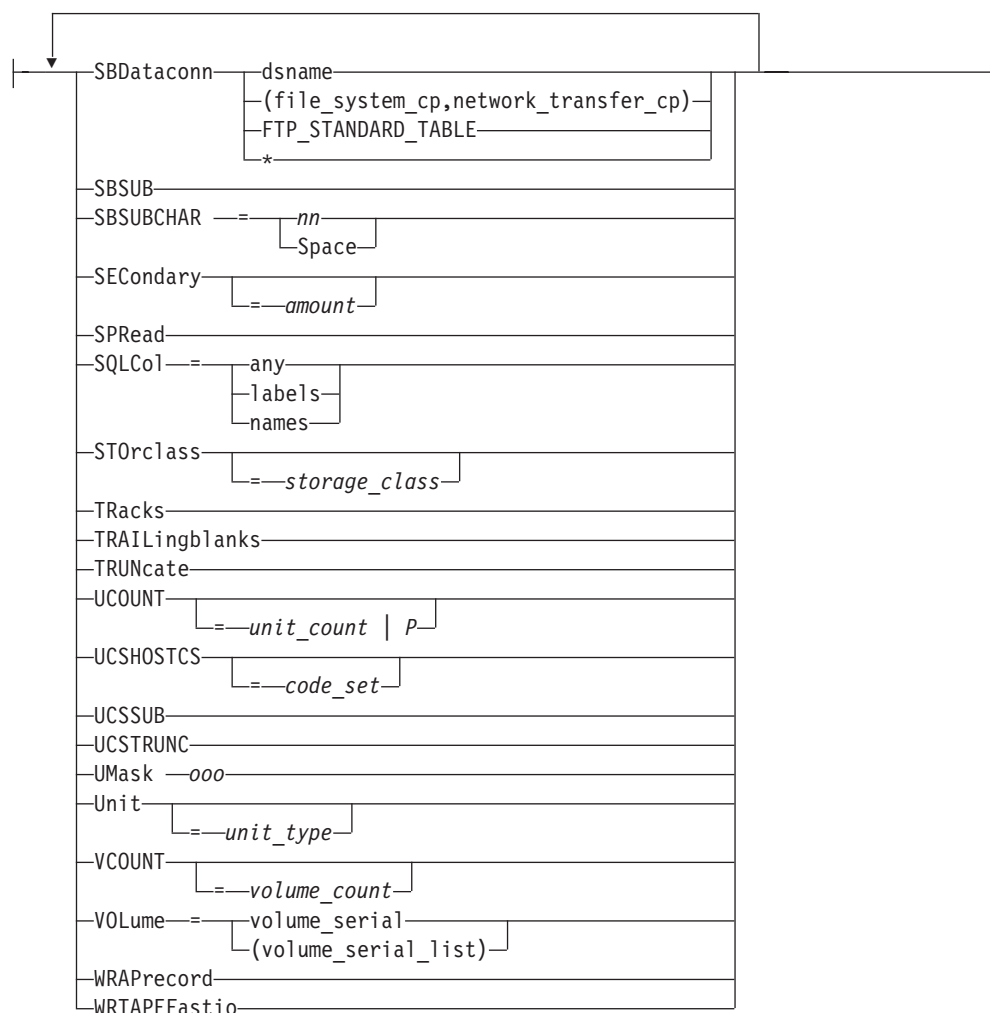 SBDataconn dsname
(file_system_cp,network_transfer_cp)
FTP_STANDARD_TABLE
*
SBSUB
SBSUBCHAR = nn
Space
SECondary
= amount
SPRead
SQLCol = any
labels
names
STOrclass
= storage_class
TRacks
TRAILingblanks
TRUNcate
UCOUNT
= unit_count | P
UCSHOSTCS
= code_set
UCSSUB
UCSTRUNC
UMask ooo
Unit
= unit_type
VCOUNT
= volume_count
VOLume = volume_serial
(volume_serial_list)
WRAPrecord
WRTAPEFastio